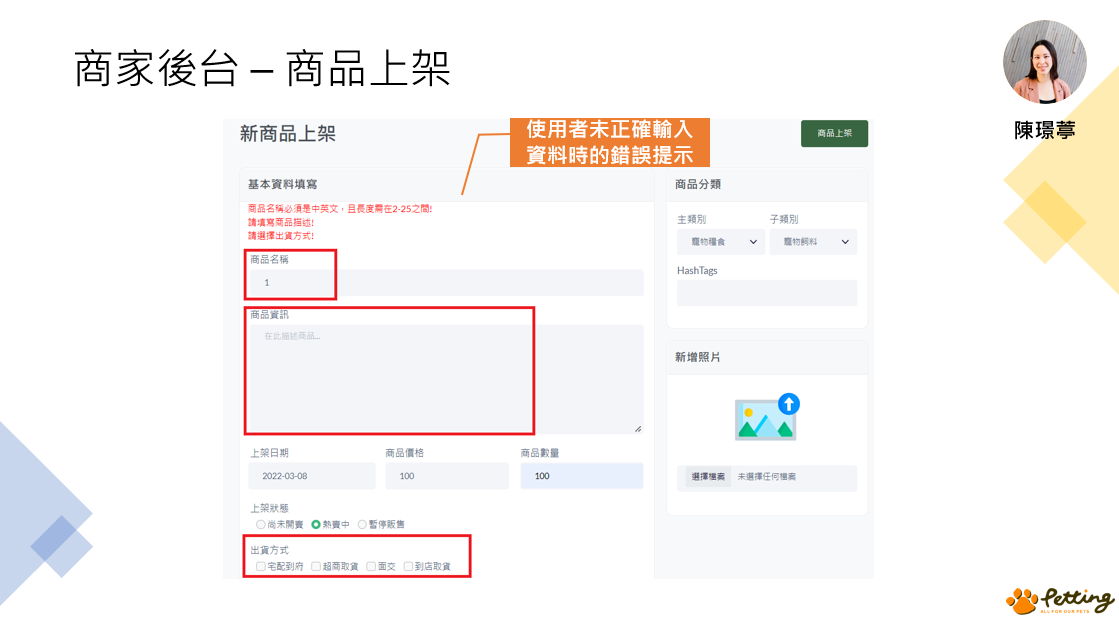 商家後台 – 商品上架
陳璟葶
新商品上架
使用者未正確輸入
資料時的錯誤提示
商品上架
基本資料填寫
商品名稱必須是中英文，且長度需在2-25之間!
請填寫商品描述!
請選擇出貨方式!
商品名稱
1
商品資訊
在此描述商品...
上架日期 商品價格 商品數量
2022-03-08 100 100
上架狀態
尚未開賣 熱賣中 暫停販售
出貨方式
宅配到府 超商取貨 面交 到店取貨
商品分類
主類別 子類別
寵物糧食 寵物飼料
HashTags
新增照片
選擇檔案 未選擇任何檔案
Petting
ALL FOR OUR PETS